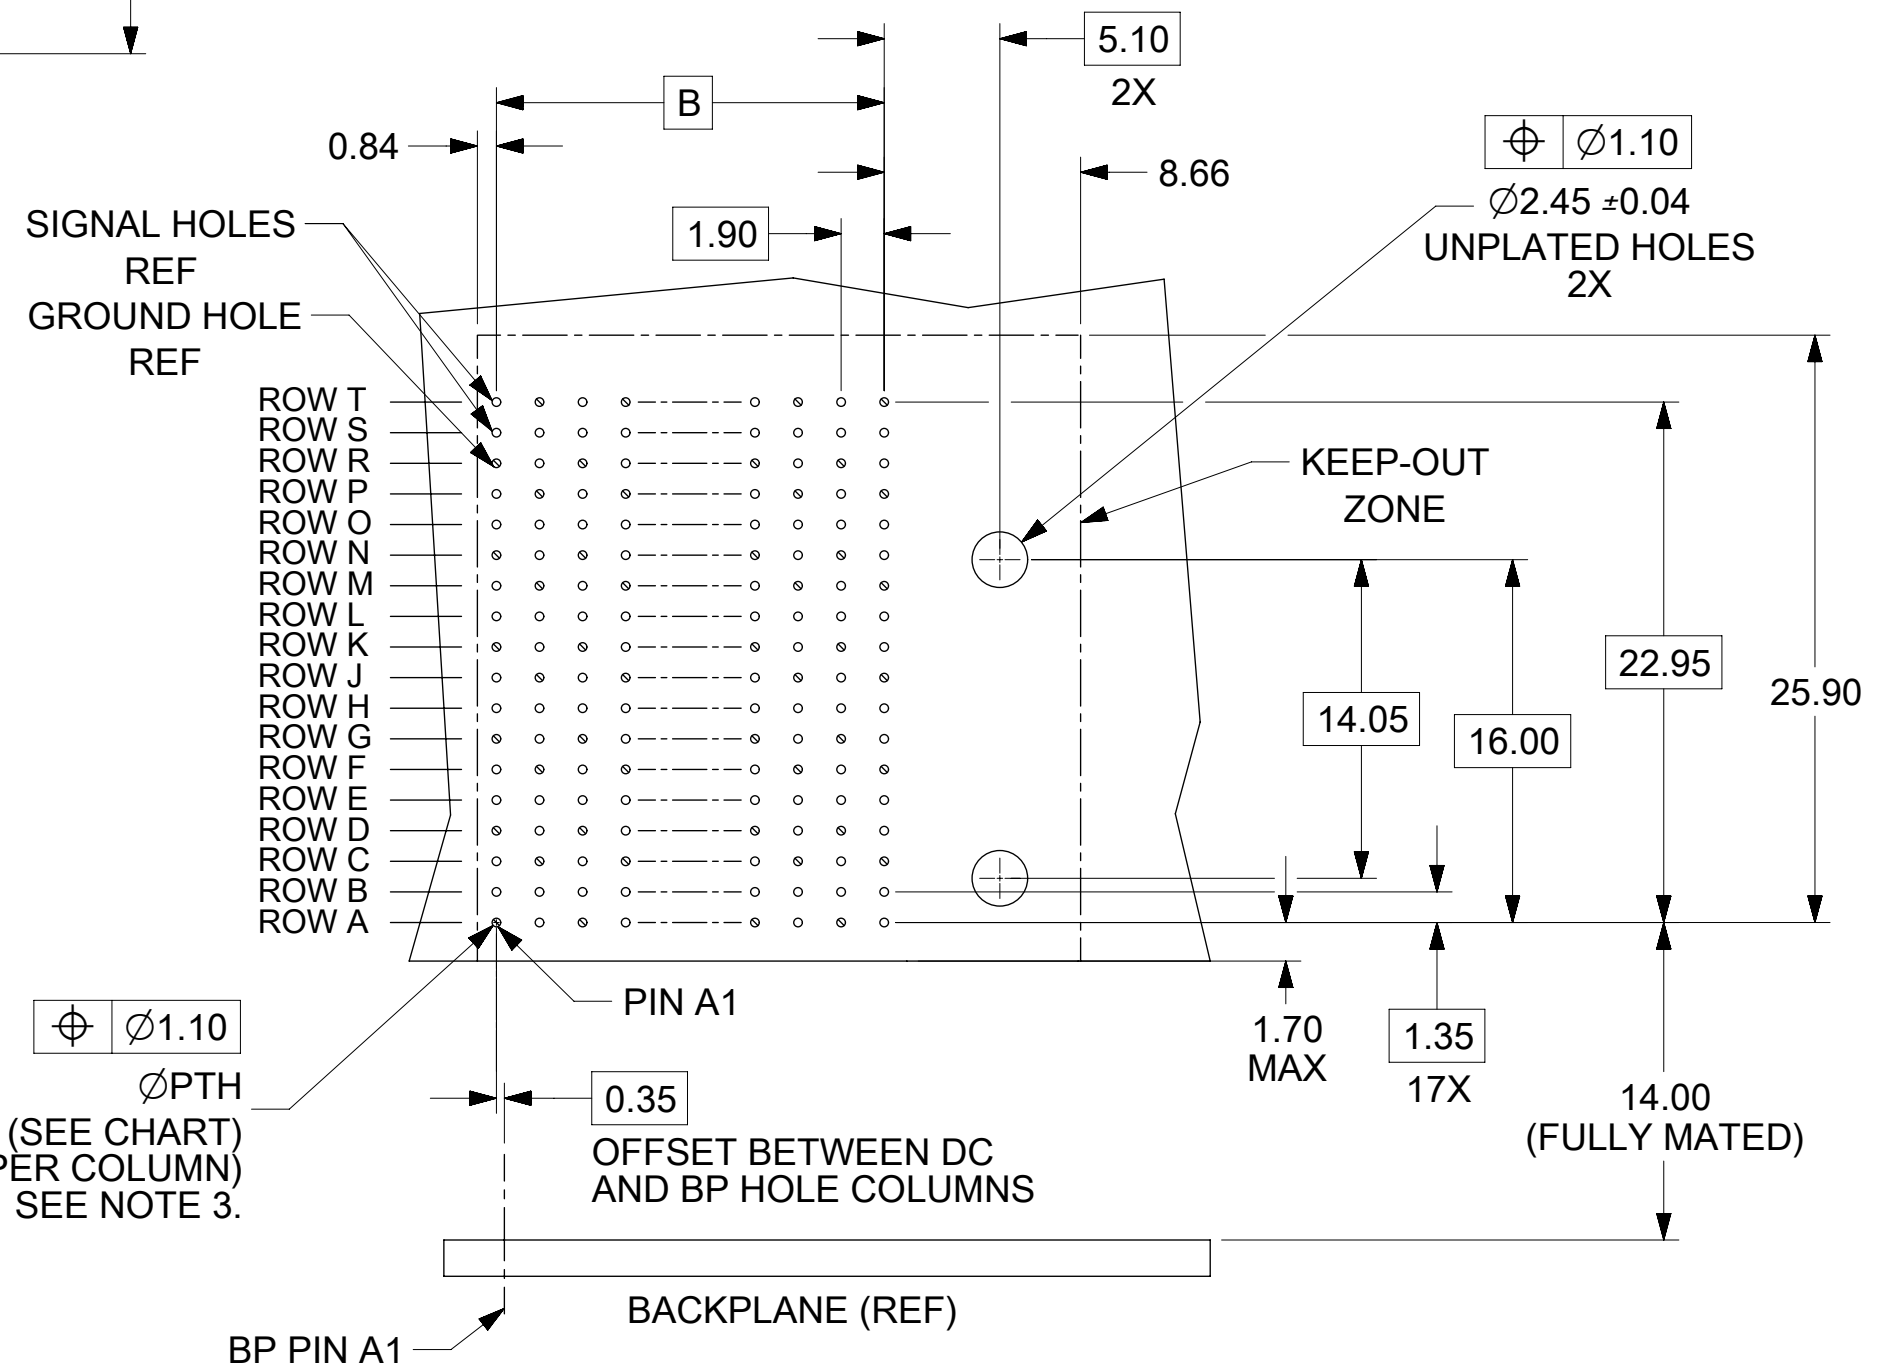 5.10
2X
B
0.84
⌖ ∅1.10
8.66
∅2.45 ±0.04
UNPLATED HOLES
2X
SIGNAL HOLES
REF
1.90
GROUND HOLE
REF
ROW T
ROW S
ROW R
ROW P
ROW O
ROW N
ROW M
ROW L
ROW K
ROW J
ROW H
ROW G
ROW F
ROW E
ROW D
ROW C
ROW B
ROW A
KEEP-OUT
ZONE
22.95
25.90
14.05
16.00
PIN A1
⌖ ∅1.10
∅PTH
(SEE CHART)
PER COLUMN)
SEE NOTE 3.
0.35
OFFSET BETWEEN DC
AND BP HOLE COLUMNS
1.70
MAX
1.35
17X
14.00
(FULLY MATED)
BACKPLANE (REF)
BP PIN A1